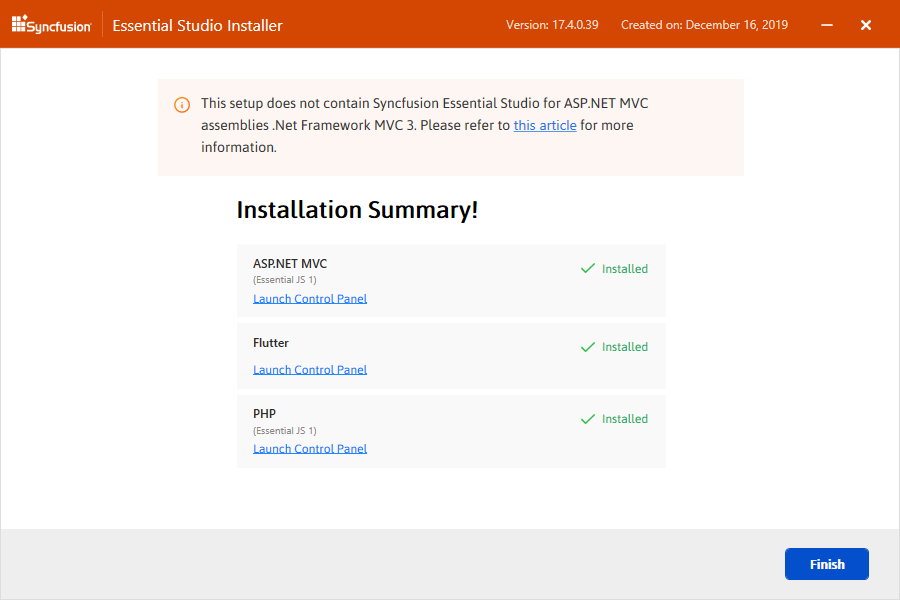 Syncfusion Essential Studio Installer Version: 17.4.0.39 Created on: December 16, 2019
This setup does not contain Syncfusion Essential Studio for ASP.NET MVC
assemblies .Net Framework MVC 3. Please refer to this article for more
information.
Installation Summary!
ASP.NET MVC
(Essential JS 1)
Installed
Launch Control Panel
Flutter
Installed
Launch Control Panel
PHP
(Essential JS 1)
Installed
Launch Control Panel
Finish